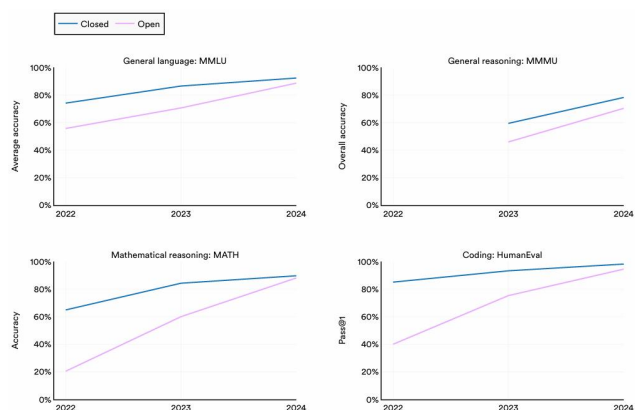 Closed Open
General language: MMLU
100%
80%
60%
40%
20%
0%
Average accuracy
2022 2023 2024
General reasoning: MMMU
100%
80%
60%
40%
20%
0%
Overall accuracy
2022 2023 2024
Mathematical reasoning: MATH
100%
80%
60%
40%
20%
0%
Accuracy
2022 2023 2024
Coding: HumanEval
100%
80%
60%
40%
20%
0%
Pass@1
2022 2023 2024